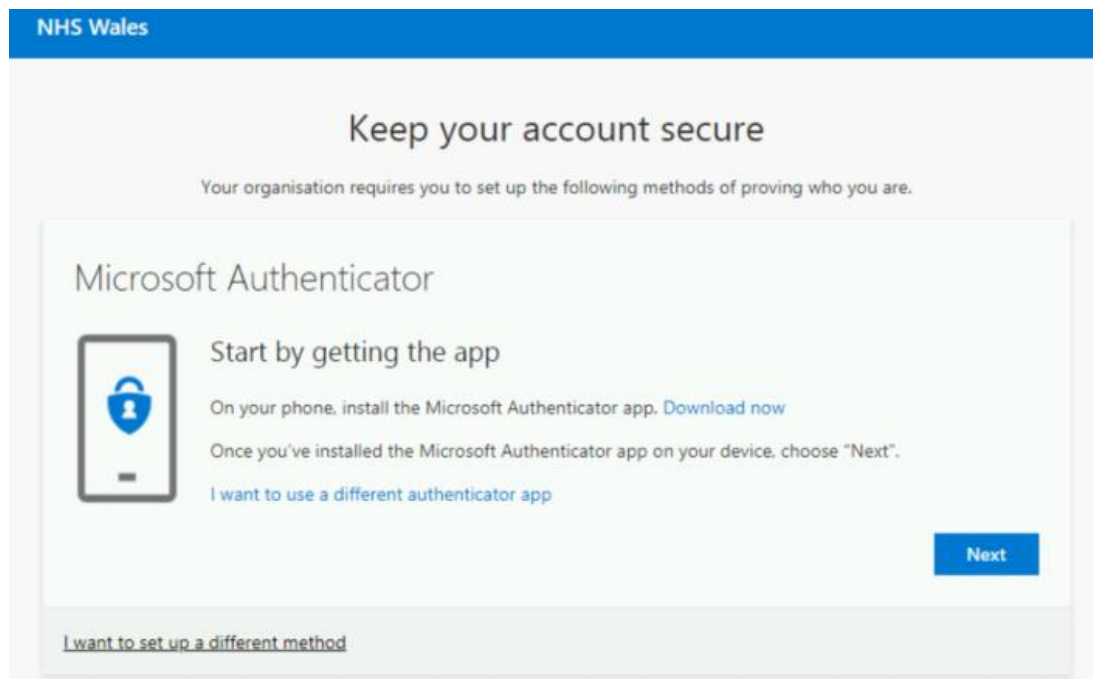 NHS Wales
Keep your account secure
Your organisation requires you to set up the following methods of proving who you are.
Microsoft Authenticator
Start by getting the app
On your phone, install the Microsoft Authenticator app. Download now
Once you've installed the Microsoft Authenticator app on your device, choose "Next".
I want to use a different authenticator app
Next
I want to set up a different method